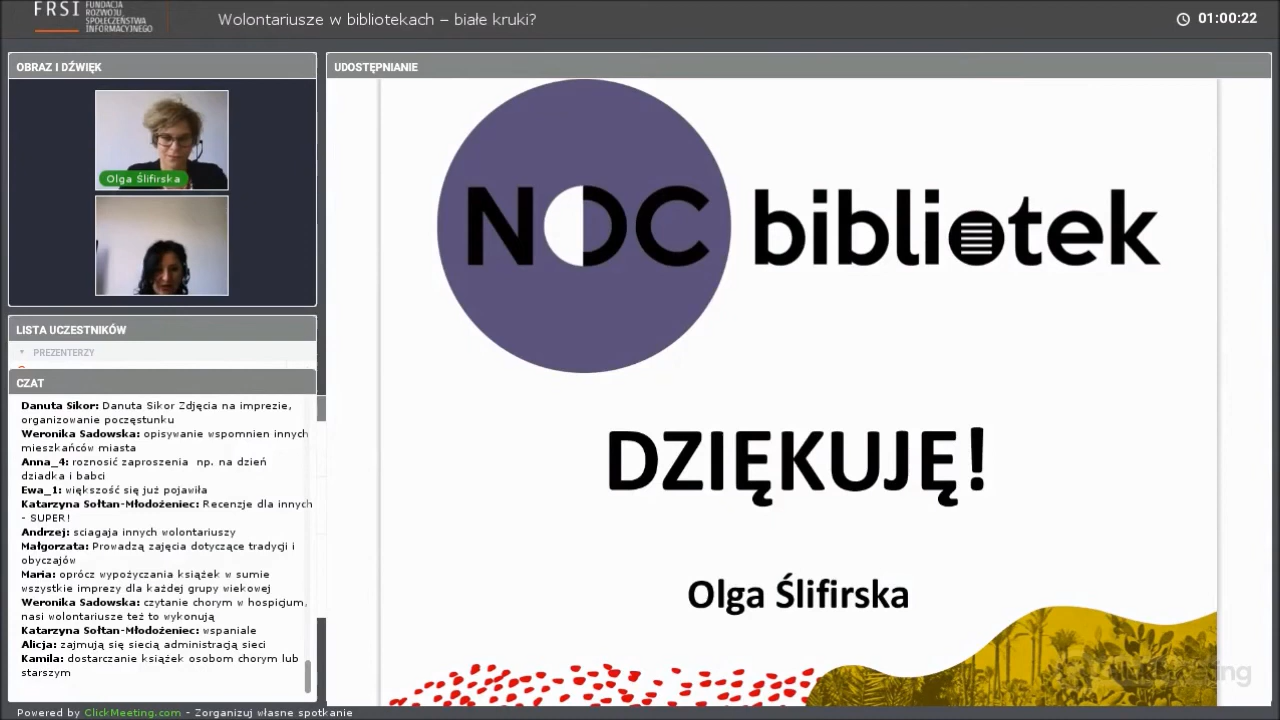 FRSI FUNDACJA
ROZWOJU
SPOŁECZEŃSTWA
INFORMACYJNEGO
Wolontariusze w bibliotekach – białe kruki?
01:00:22
OBRAZ I DŹWIĘK
Olga Ślifirska
LISTA UCZESTNIKÓW
PREZENTERZY
CZAT
Danuta Sikor: Danuta Sikor Zdjęcia na imprezie,
organizowanie poczęstunku
Weronika Sadowska: opisywanie wspomnien innych
mieszkańców miasta
Anna_4: roznosić zaproszenia np. na dzień
dziadka i babci
Ewa_1: większość się już pojawiła
Katarzyna Sołtan-Młodożeniec: Recenzje dla innych
- SUPER!
Andrzej: sciagaja innych wolontariuszy
Małgorzata: Prowadzą zajęcia dotyczące tradycji i
obyczajów
Maria: oprócz wypożyczania książek w sumie
wszystkie imprezy dla każdej grupy wiekowej
Weronika Sadowska: czytanie chorym w hospicjum,
nasi wolontariusze też to wykonują
Katarzyna Sołtan-Młodożeniec: wspaniale
Alicja: zajmują się siecią administracją sieci
Kamila: dostarczanie książek osobom chorym lub
starszym
UDOSTĘPNIANIE
NOC bibliotek
DZIĘKUJĘ!
Olga Ślifirska
Powered by ClickMeeting.com - Zorganizuj własne spotkanie